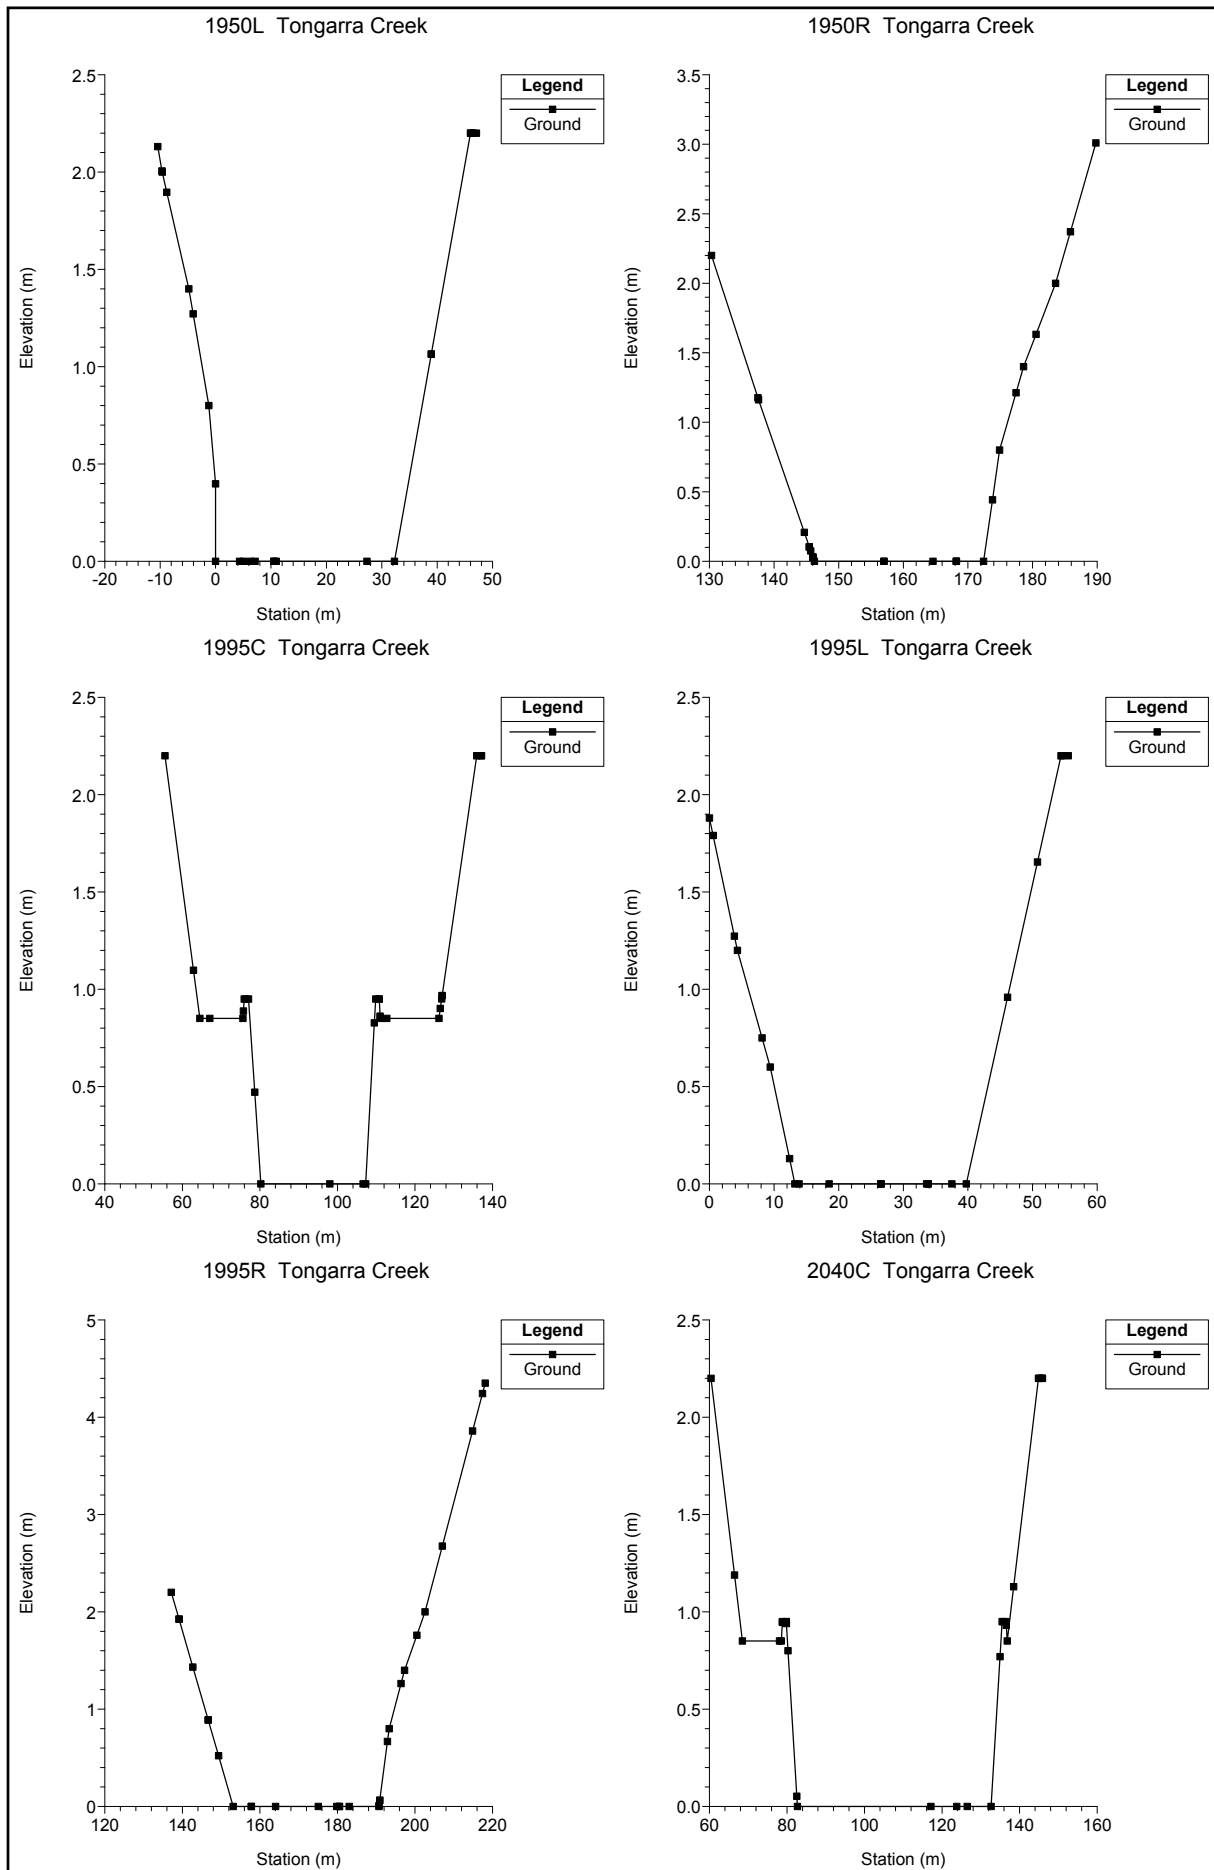 1950L  Tongarra Creek
2.5
2.0
1.5
1.0
0.5
0.0
-20 -10 0 10 20 30 40 50
Elevation (m)
Station (m)
Legend
Ground
1950R  Tongarra Creek
3.5
3.0
2.5
2.0
1.5
1.0
0.5
0.0
130 140 150 160 170 180 190
Elevation (m)
Station (m)
Legend
Ground
1995C  Tongarra Creek
2.5
2.0
1.5
1.0
0.5
0.0
40 60 80 100 120 140
Elevation (m)
Station (m)
Legend
Ground
1995L  Tongarra Creek
2.5
2.0
1.5
1.0
0.5
0.0
0 10 20 30 40 50 60
Elevation (m)
Station (m)
Legend
Ground
1995R  Tongarra Creek
5
4
3
2
1
0
120 140 160 180 200 220
Elevation (m)
Station (m)
Legend
Ground
2040C  Tongarra Creek
2.5
2.0
1.5
1.0
0.5
0.0
60 80 100 120 140 160
Elevation (m)
Station (m)
Legend
Ground